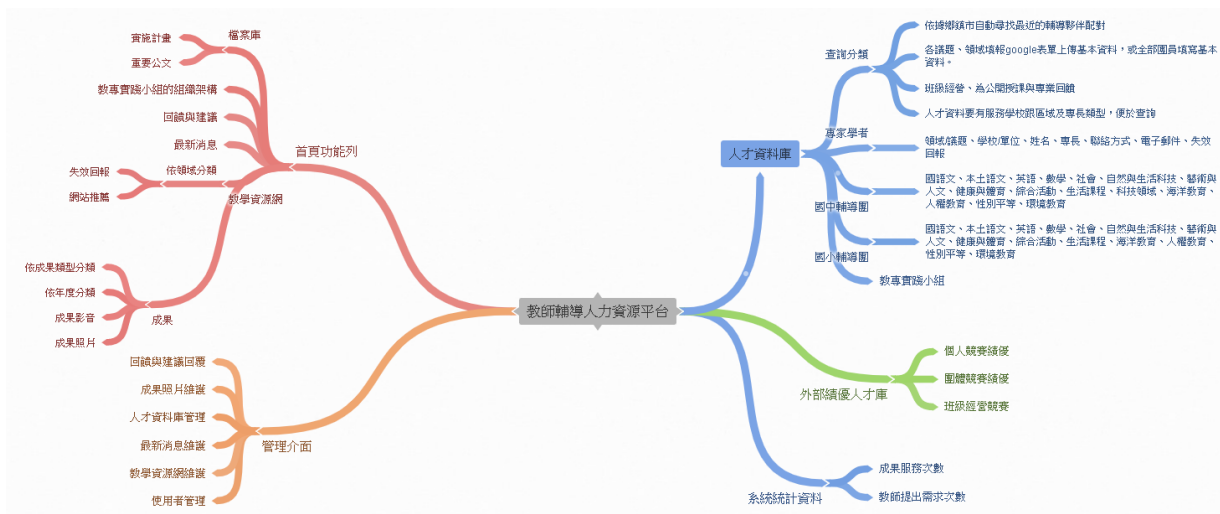 教師輔導人力資源平台
首頁功能列
檔案庫
實施計畫
重要公文
教專實踐小組的組織架構
回饋與建議
最新消息
教學資源網
依領域分類
失效回報
網站推薦
成果
依成果類型分類
依年度分類
成果影音
成果照片
管理介面
回饋與建議回覆
成果照片維護
人才資料庫管理
最新消息維護
教學資源網維護
使用者管理
人才資料庫
查詢分類
依據鄉鎮市自動尋找最近的輔導夥伴配對
各議題、領域填報google表單上傳基本資料，或全部團員填寫基本
資料。
班級經營、為公開授課與專業回饋
人才資料要有服務學校跟區域及專長類型，便於查詢
專家學者
領域/議題、學校/單位、姓名、專長、聯絡方式、電子郵件、失效
回報
國中輔導團
國語文、本土語文、英語、數學、社會、自然與生活科技、藝術與
人文、健康與體育、綜合活動、生活課程、科技領域、海洋教育、
人權教育、性別平等、環境教育
國小輔導團
國語文、本土語文、英語、數學、社會、自然與生活科技、藝術與
人文、健康與體育、綜合活動、生活課程、海洋教育、人權教育、
性別平等、環境教育
教專實踐小組
外部績優人才庫
個人競賽績優
團體競賽績優
班級經營競賽
系統統計資料
成果服務次數
教師提出需求次數